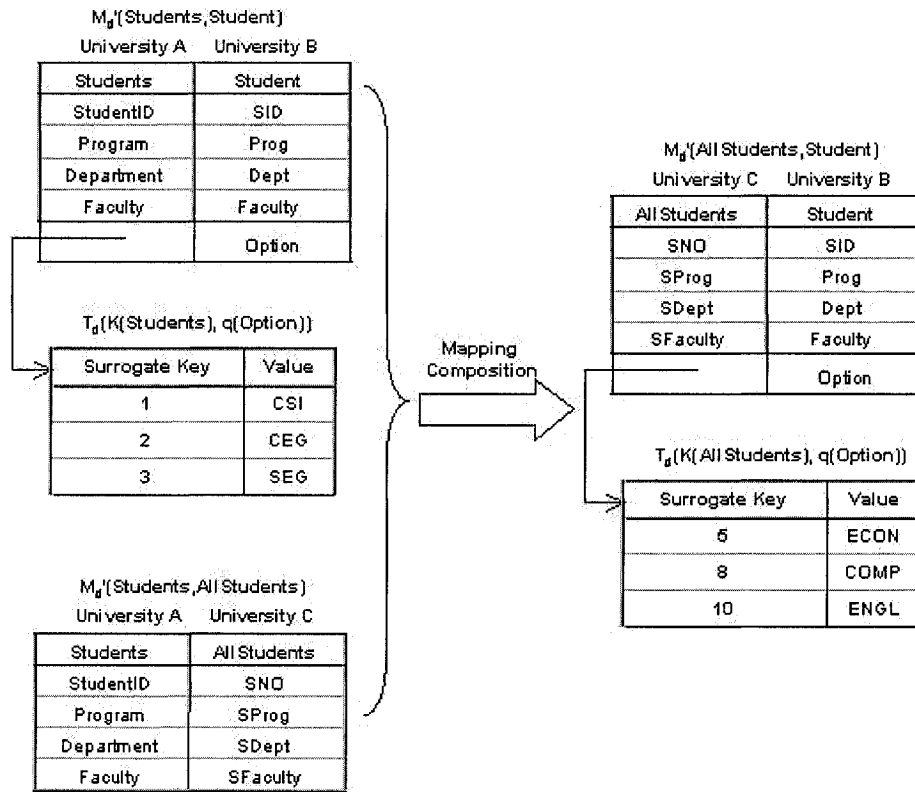 M_d'(Students,Student)
University A University B
Students Student
StudentID SID
Program Prog
Department Dept
Faculty Faculty
Option
T_d(K(Students), q(Option))
Surrogate Key Value
1 CSI
2 CEG
3 SEG
M_d'(Students,All Students)
University A University C
Students All Students
StudentID SNO
Program SProg
Department SDept
Faculty SFaculty
Mapping
Composition
M_d'(All Students,Student)
University C University B
All Students Student
SNO SID
SProg Prog
SDept Dept
SFaculty Faculty
Option
T_d(K(All Students), q(Option))
Surrogate Key Value
5 ECON
8 COMP
10 ENGL